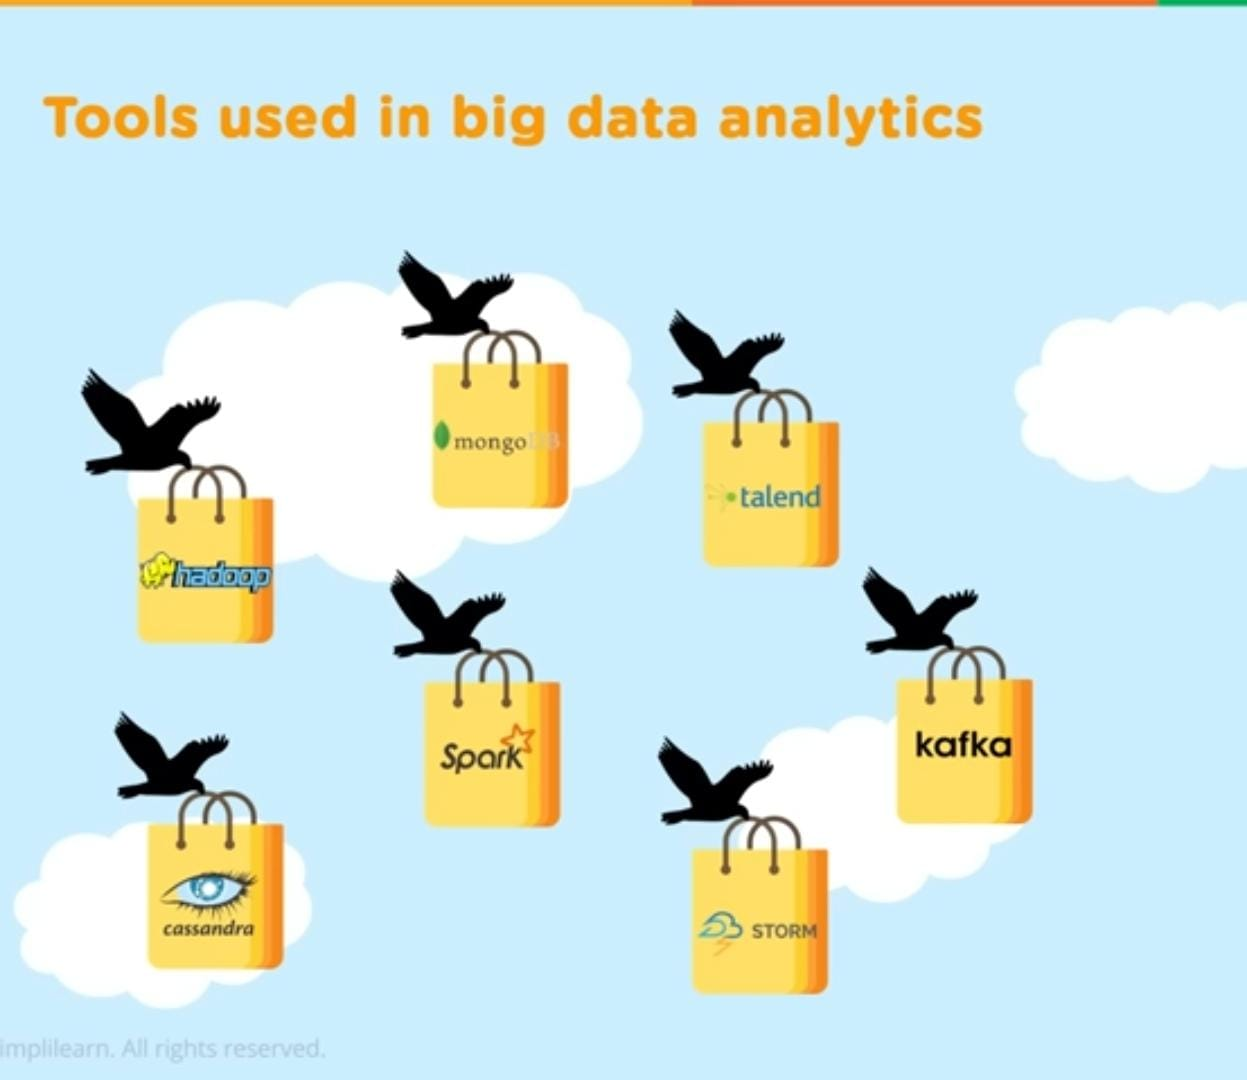 Tools used in big data analytics
mongoDB
talend
hadoop
Spark
kafka
cassandra
STORM
implilearn. All rights reserved.